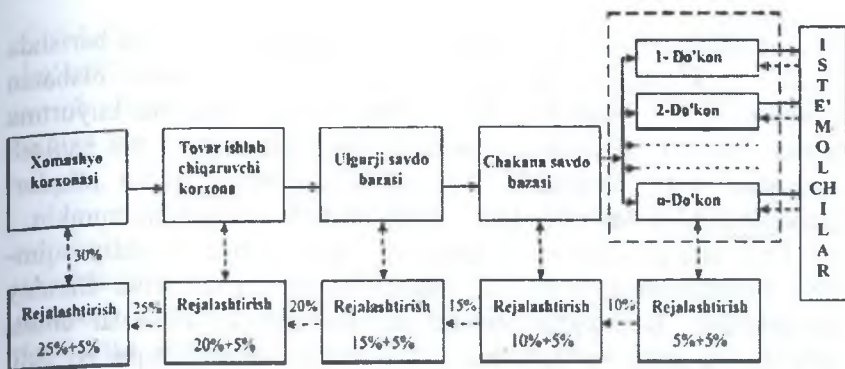 1- Do'kon
2-Do'kon
n-Do'kon
ISTE'MOLCHILAR
Xomashyo
korxonasi
Tovar ishlab
chiqaruvchi
korxona
Ulgurji savdo
bazasi
Chakana savdo
bazasi
30%
Rejalashtirish
25%+5%
25%
Rejalashtirish
20%+5%
20%
Rejalashtirish
15%+5%
15%
Rejalashtirish
10%+5%
10%
Rejalashtirish
5%+5%